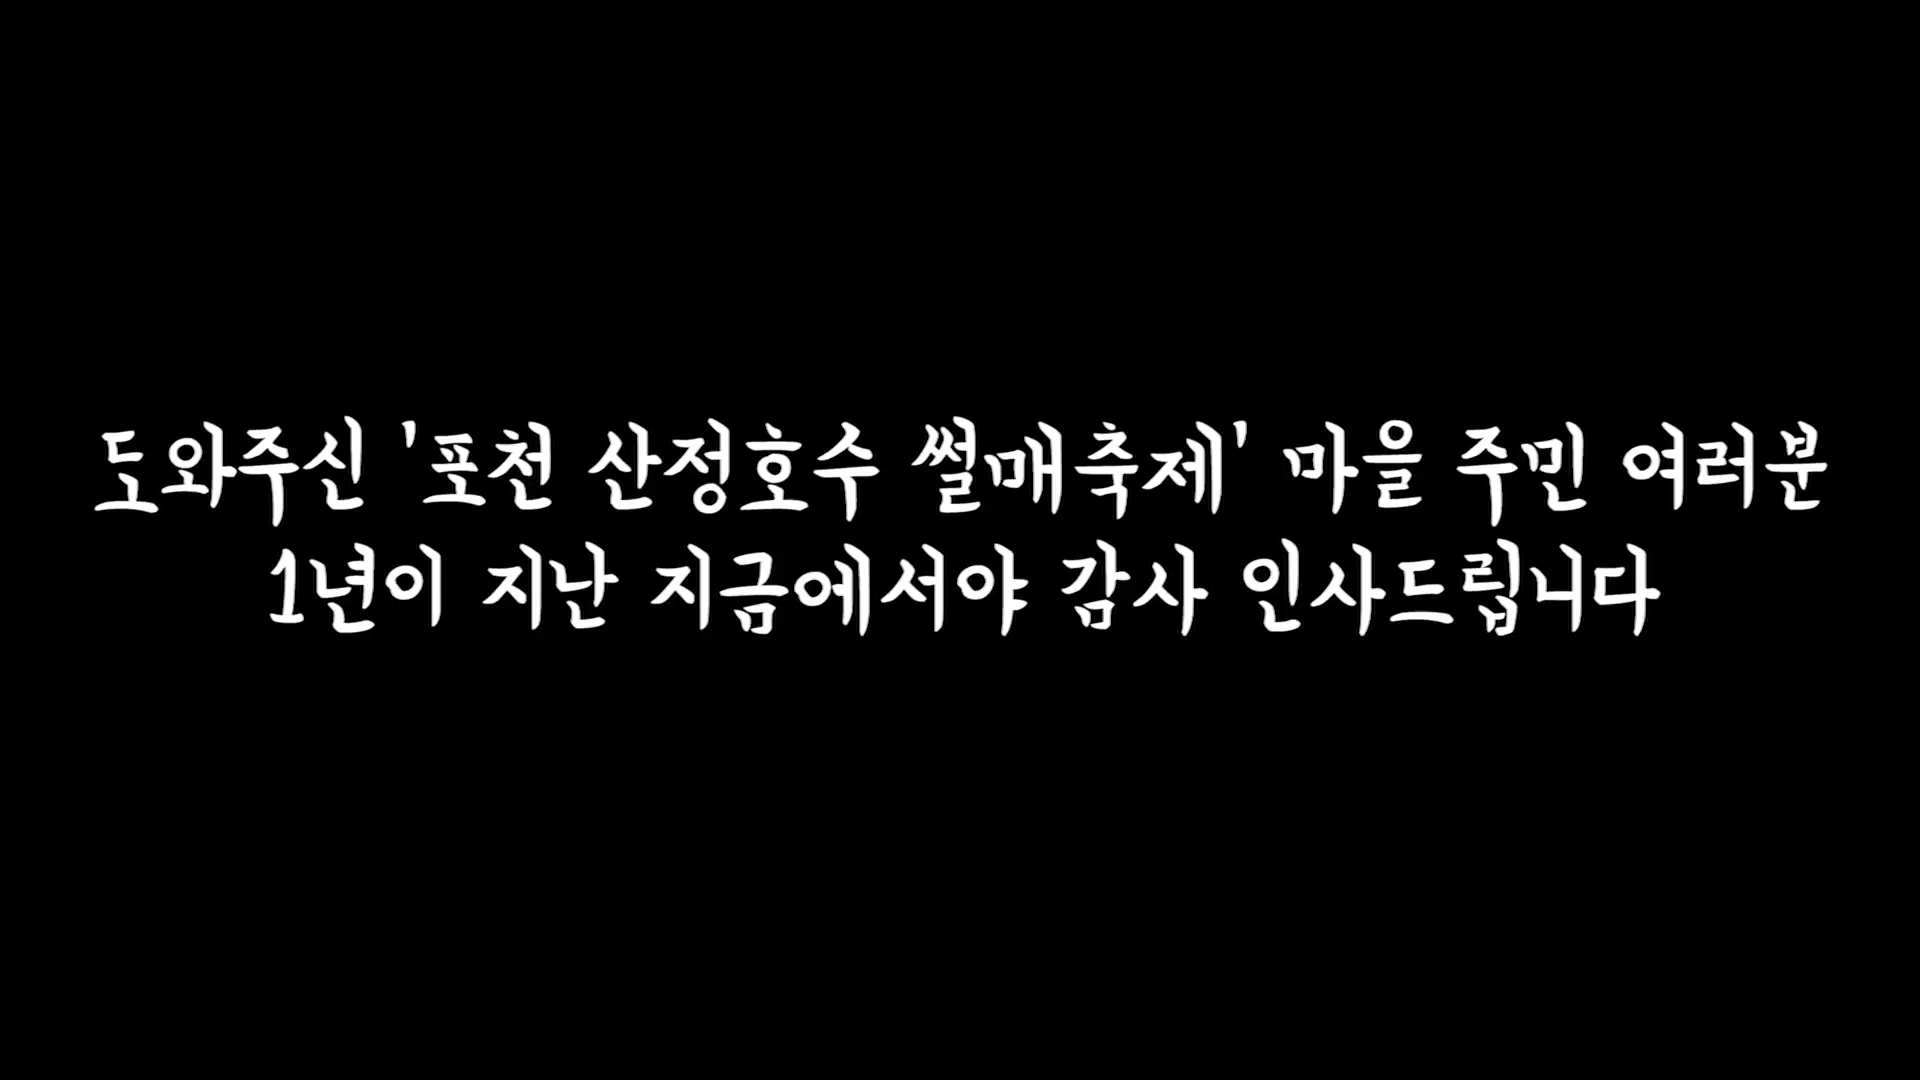 도와주신 '포천 산정호수 썰매축제' 마을 주민 여러분
1년이 지난 지금에서야 감사 인사드립니다